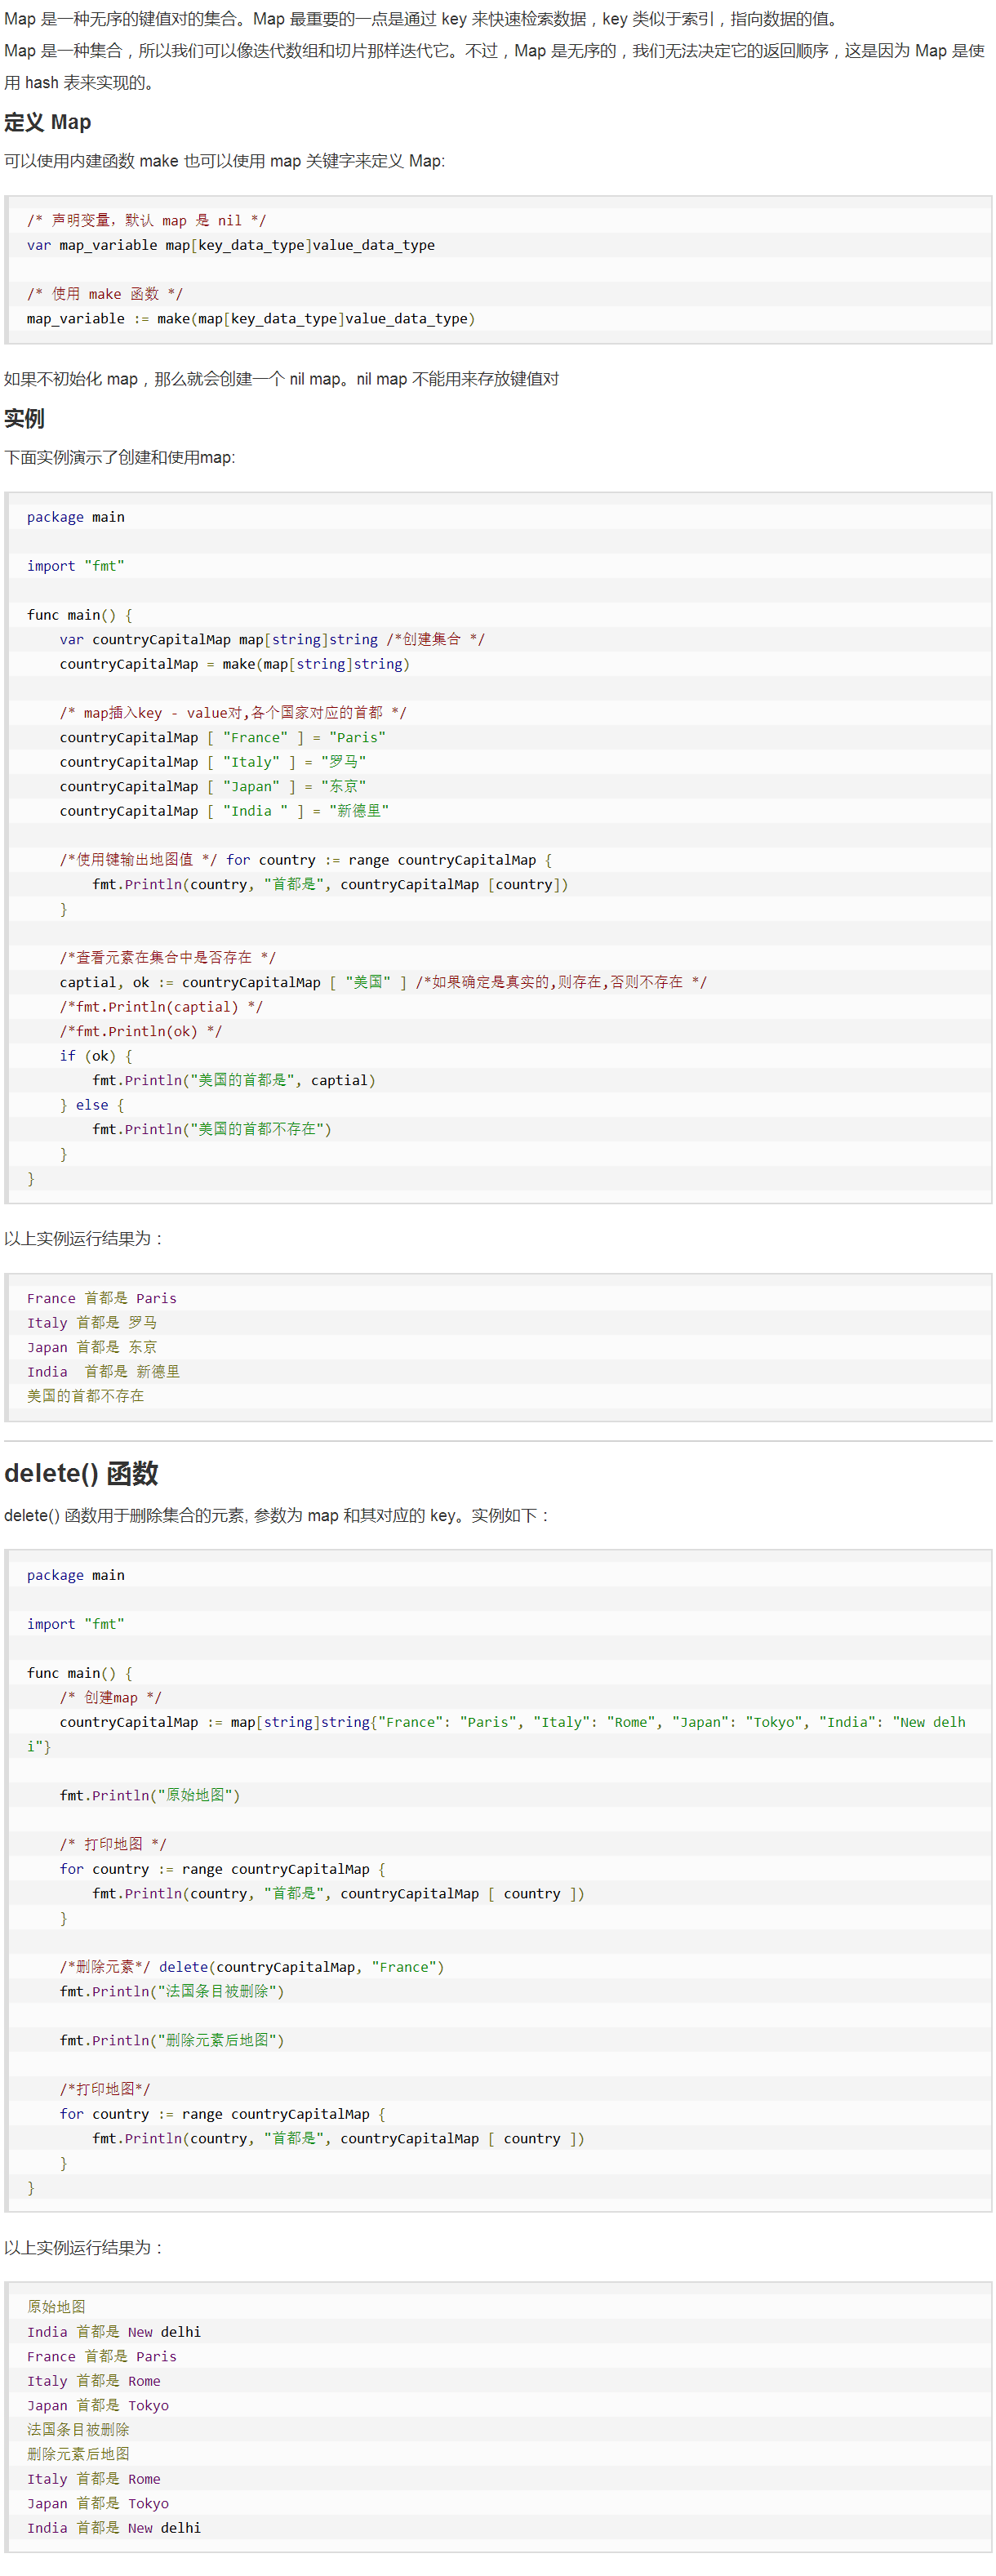 Map 是一种无序的键值对的集合。Map 最重要的一点是通过 key 来快速检索数据，key 类似于索引，指向数据的值。
Map 是一种集合，所以我们可以像迭代数组和切片那样迭代它。不过，Map 是无序的，我们无法决定它的返回顺序，这是因为 Map 是使
用 hash 表来实现的。
定义 Map
可以使用内建函数 make 也可以使用 map 关键字来定义 Map:
/* 声明变量，默认 map 是 nil */
var map_variable map[key_data_type]value_data_type
/* 使用 make 函数 */
map_variable := make(map[key_data_type]value_data_type)
如果不初始化 map，那么就会创建一个 nil map。nil map 不能用来存放键值对
实例
下面实例演示了创建和使用map:
package main
import "fmt"
func main() {
    var countryCapitalMap map[string]string /*创建集合 */
    countryCapitalMap = make(map[string]string)
    /* map插入key - value对,各个国家对应的首都 */
    countryCapitalMap [ "France" ] = "Paris"
    countryCapitalMap [ "Italy" ] = "罗马"
    countryCapitalMap [ "Japan" ] = "东京"
    countryCapitalMap [ "India " ] = "新德里"
    /*使用键输出地图值 */ for country := range countryCapitalMap {
        fmt.Println(country, "首都是", countryCapitalMap [country])
    }
    /*查看元素在集合中是否存在 */
    captial, ok := countryCapitalMap [ "美国" ] /*如果确定是真实的,则存在,否则不存在 */
    /*fmt.Println(captial) */
    /*fmt.Println(ok) */
    if (ok) {
        fmt.Println("美国的首都是", captial)
    } else {
        fmt.Println("美国的首都不存在")
    }
}
以上实例运行结果为：
France 首都是 Paris
Italy 首都是 罗马
Japan 首都是 东京
India  首都是 新德里
美国的首都不存在
delete() 函数
delete() 函数用于删除集合的元素, 参数为 map 和其对应的 key。实例如下：
package main
import "fmt"
func main() {
    /* 创建map */
    countryCapitalMap := map[string]string{"France": "Paris", "Italy": "Rome", "Japan": "Tokyo", "India": "New delh
i"}
    fmt.Println("原始地图")
    /* 打印地图 */
    for country := range countryCapitalMap {
        fmt.Println(country, "首都是", countryCapitalMap [ country ])
    }
    /*删除元素*/ delete(countryCapitalMap, "France")
    fmt.Println("法国条目被删除")
    fmt.Println("删除元素后地图")
    /*打印地图*/
    for country := range countryCapitalMap {
        fmt.Println(country, "首都是", countryCapitalMap [ country ])
    }
}
以上实例运行结果为：
原始地图
India 首都是 New delhi
France 首都是 Paris
Italy 首都是 Rome
Japan 首都是 Tokyo
法国条目被删除
删除元素后地图
Italy 首都是 Rome
Japan 首都是 Tokyo
India 首都是 New delhi